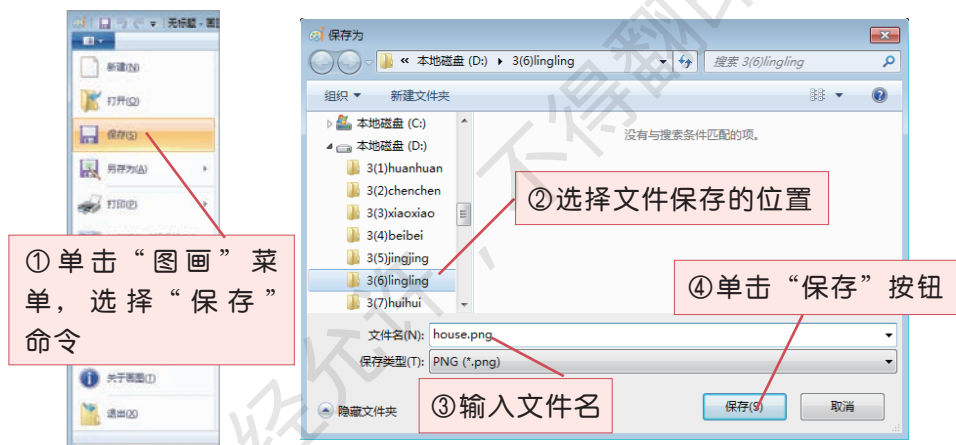 无标题 - 画图
新建(N)
打开(O)
保存(S)
另存为(A)
打印(P)
关于画图(T)
退出(X)
①单击“图画”菜
单，选择“保存”
命令
保存为
« 本地磁盘 (D:) ▸ 3(6)lingling
搜索 3(6)lingling
组织 ▼ 新建文件夹
本地磁盘 (C:)
本地磁盘 (D:)
3(1)huanhuan
3(2)chenchen
3(3)xiaoxiao
3(4)beibei
3(5)jingjing
3(6)lingling
3(7)huihui
没有与搜索条件匹配的项。
②选择文件保存的位置
④单击“保存”按钮
文件名(N): house.png
保存类型(T): PNG (*.png)
③输入文件名
隐藏文件夹
保存(S)
取消
经允许，不得翻印